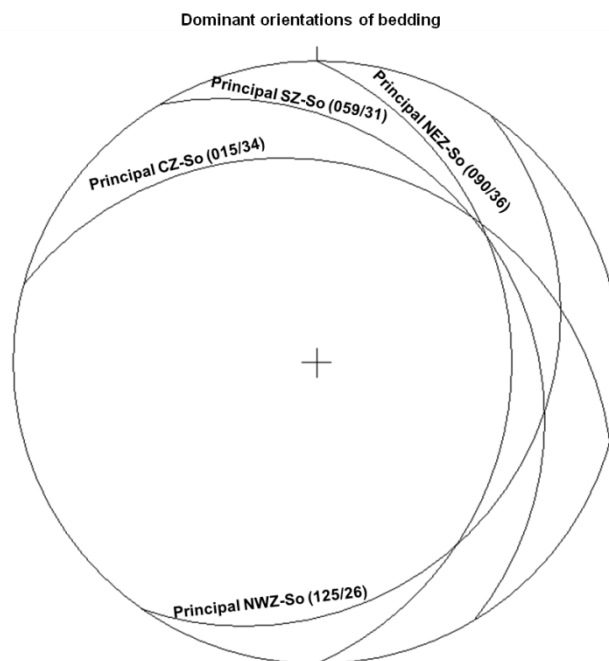 Dominant orientations of bedding
Principal SZ-So (059/31)
Principal NEZ-So (090/36)
Principal CZ-So (015/34)
Principal NWZ-So (125/26)